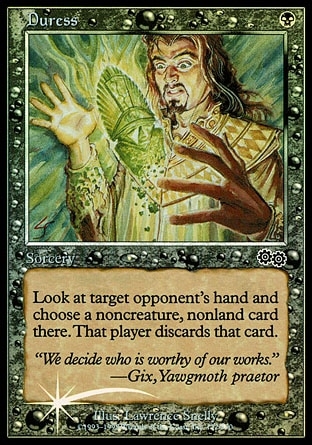 Duress
Sorcery
Look at target opponent's hand and
choose a noncreature, nonland card
there. That player discards that card.
"We decide who is worthy of our works."
—Gix, Yawgmoth praetor
Illus. Lawrence Snelly